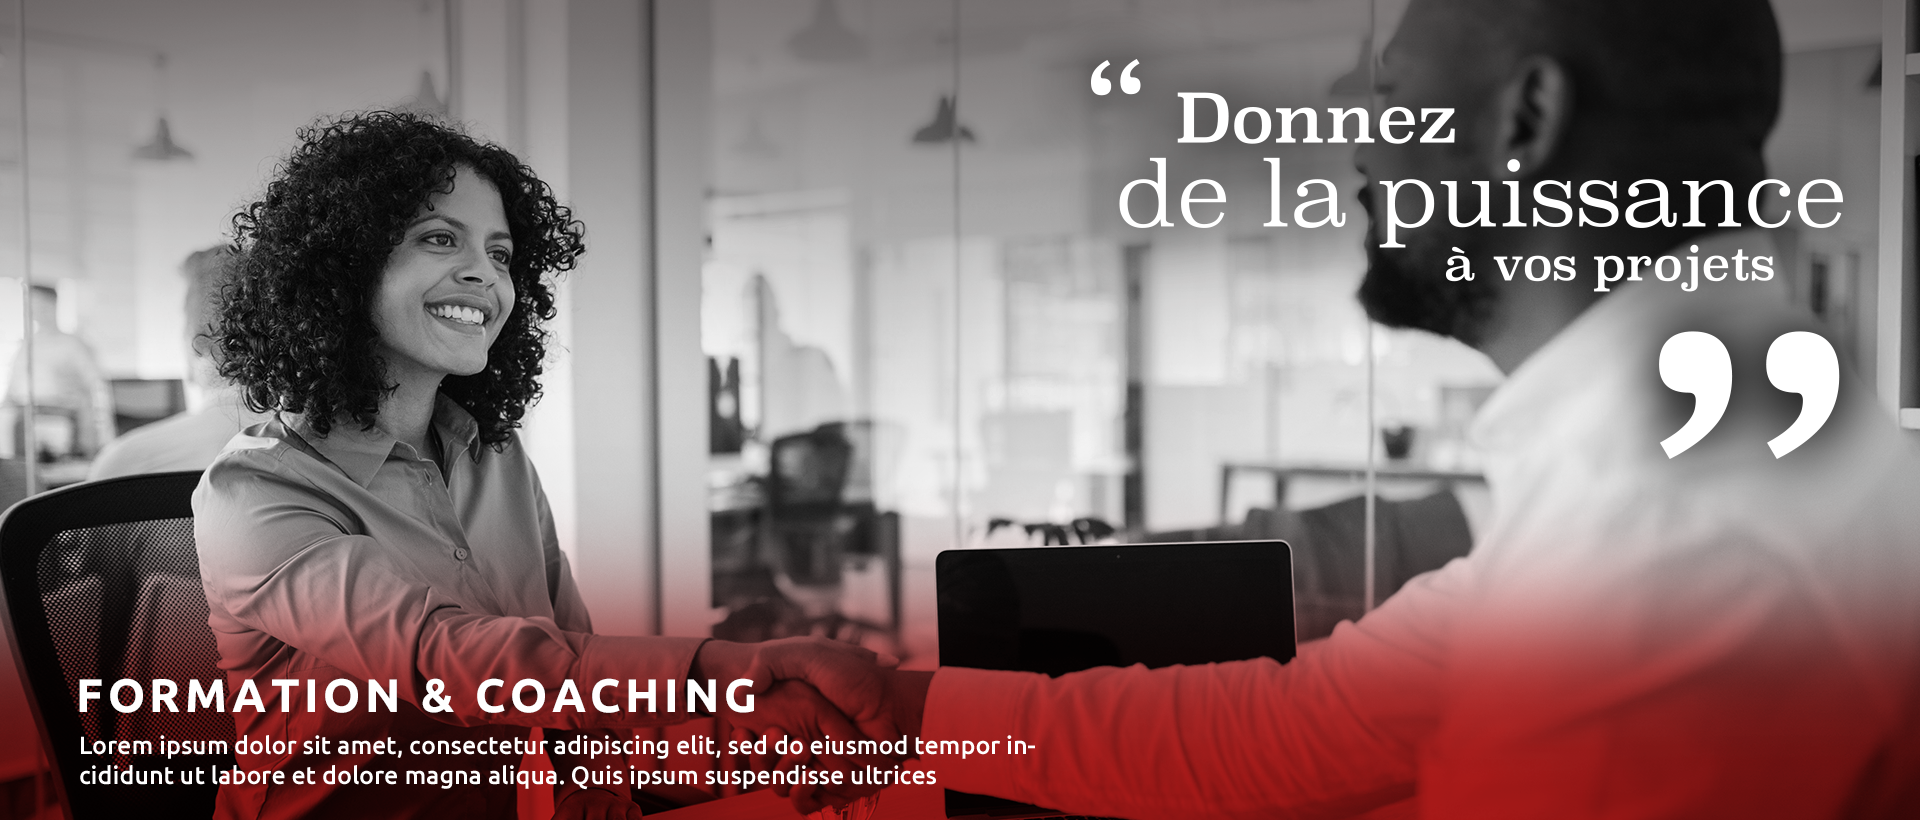 “ Donnez
de la puissance
à vos projets
”
FORMATION & COACHING
Lorem ipsum dolor sit amet, consectetur adipiscing elit, sed do eiusmod tempor in-
cididunt ut labore et dolore magna aliqua. Quis ipsum suspendisse ultrices